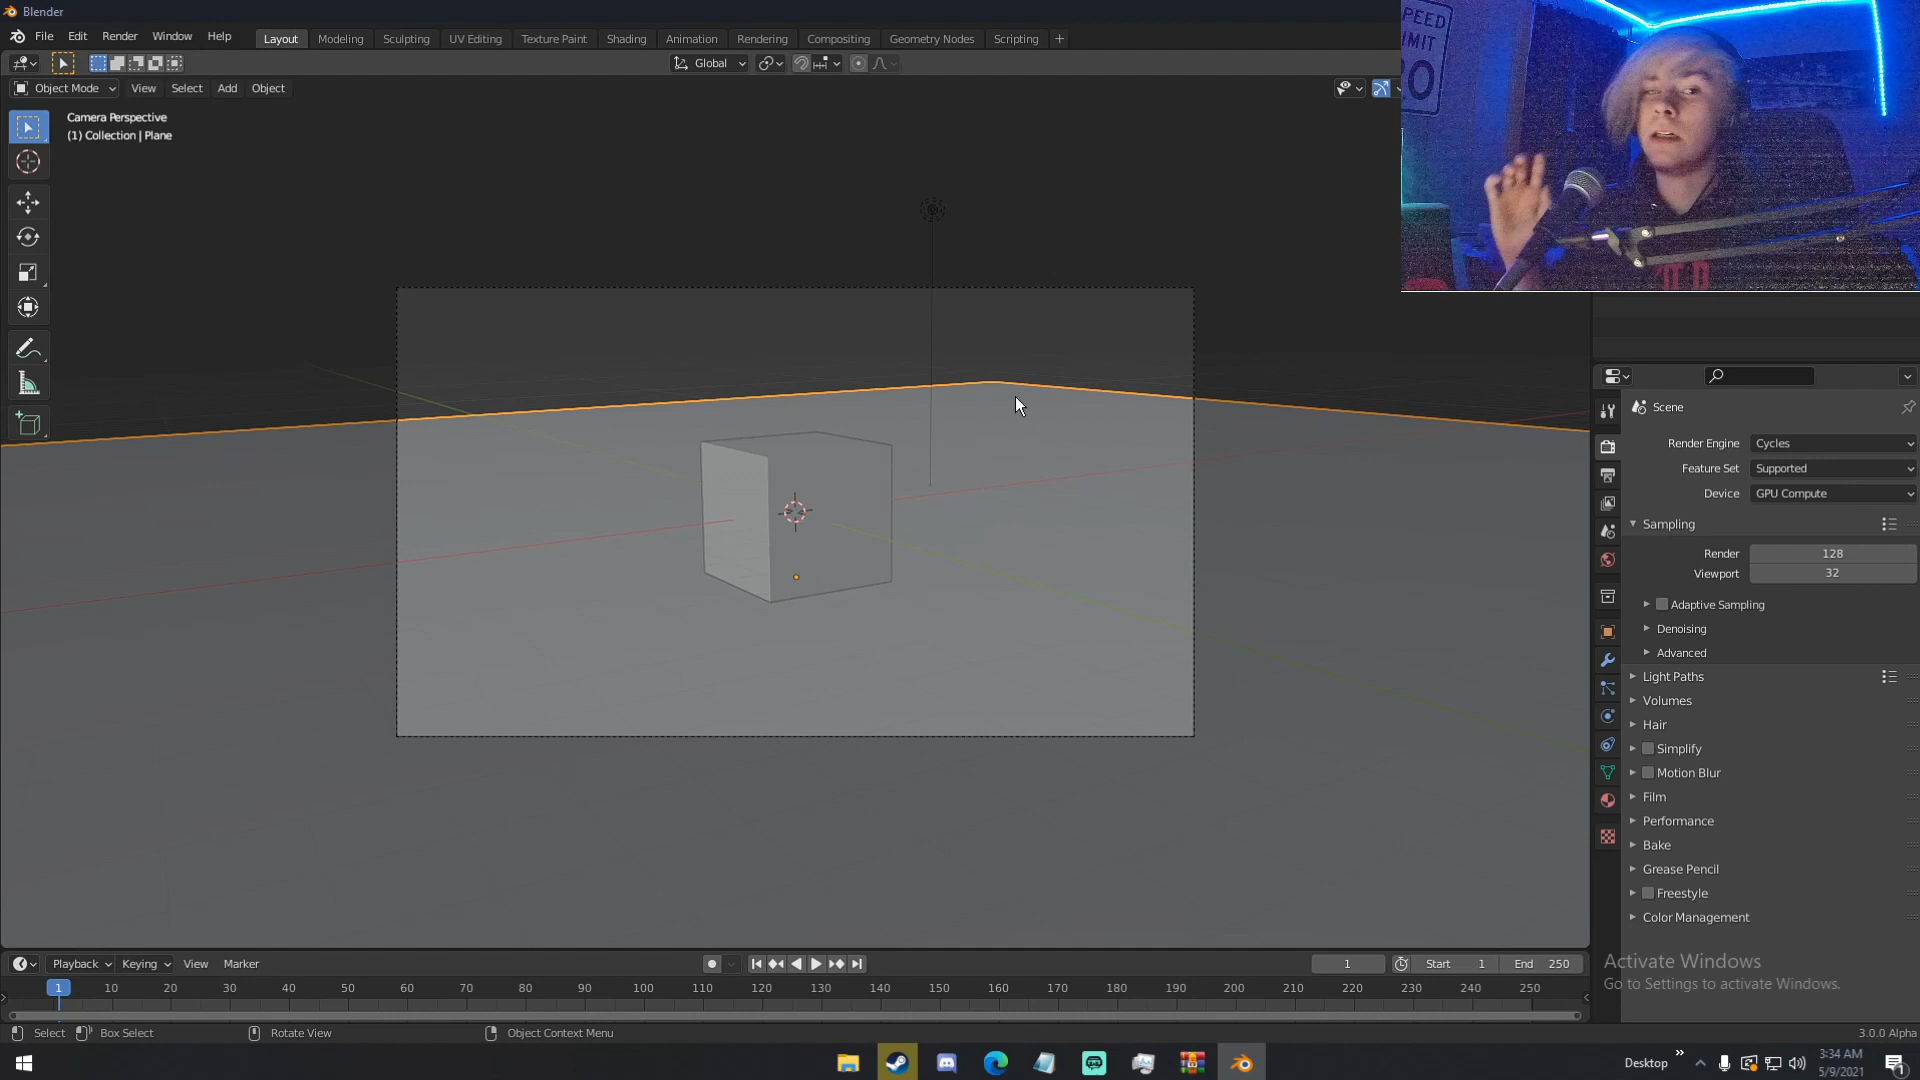 Blender
File Edit Render Window Help
Layout Modeling Sculpting UV Editing Texture Paint Shading Animation Rendering Compositing Geometry Nodes Scripting +
Global
Object Mode View Select Add Object
Camera Perspective
(1) Collection | Plane
SPEED
LIMIT
Scene
Render Engine Cycles
Feature Set Supported
Device GPU Compute
Sampling
Render 128
Viewport 32
Adaptive Sampling
Denoising
Advanced
Light Paths
Volumes
Hair
Simplify
Motion Blur
Film
Performance
Bake
Grease Pencil
Freestyle
Color Management
Activate Windows
Go to Settings to activate Windows.
Playback Keying View Marker
1 Start 1 End 250
1 10 20 30 40 50 60 70 80 90 100 110 120 130 140 150 160 170 180 190 200 210 220 230 240 250
Select Box Select Rotate View Object Context Menu
3.0.0 Alpha
Desktop
3:34 AM
5/9/2021
1